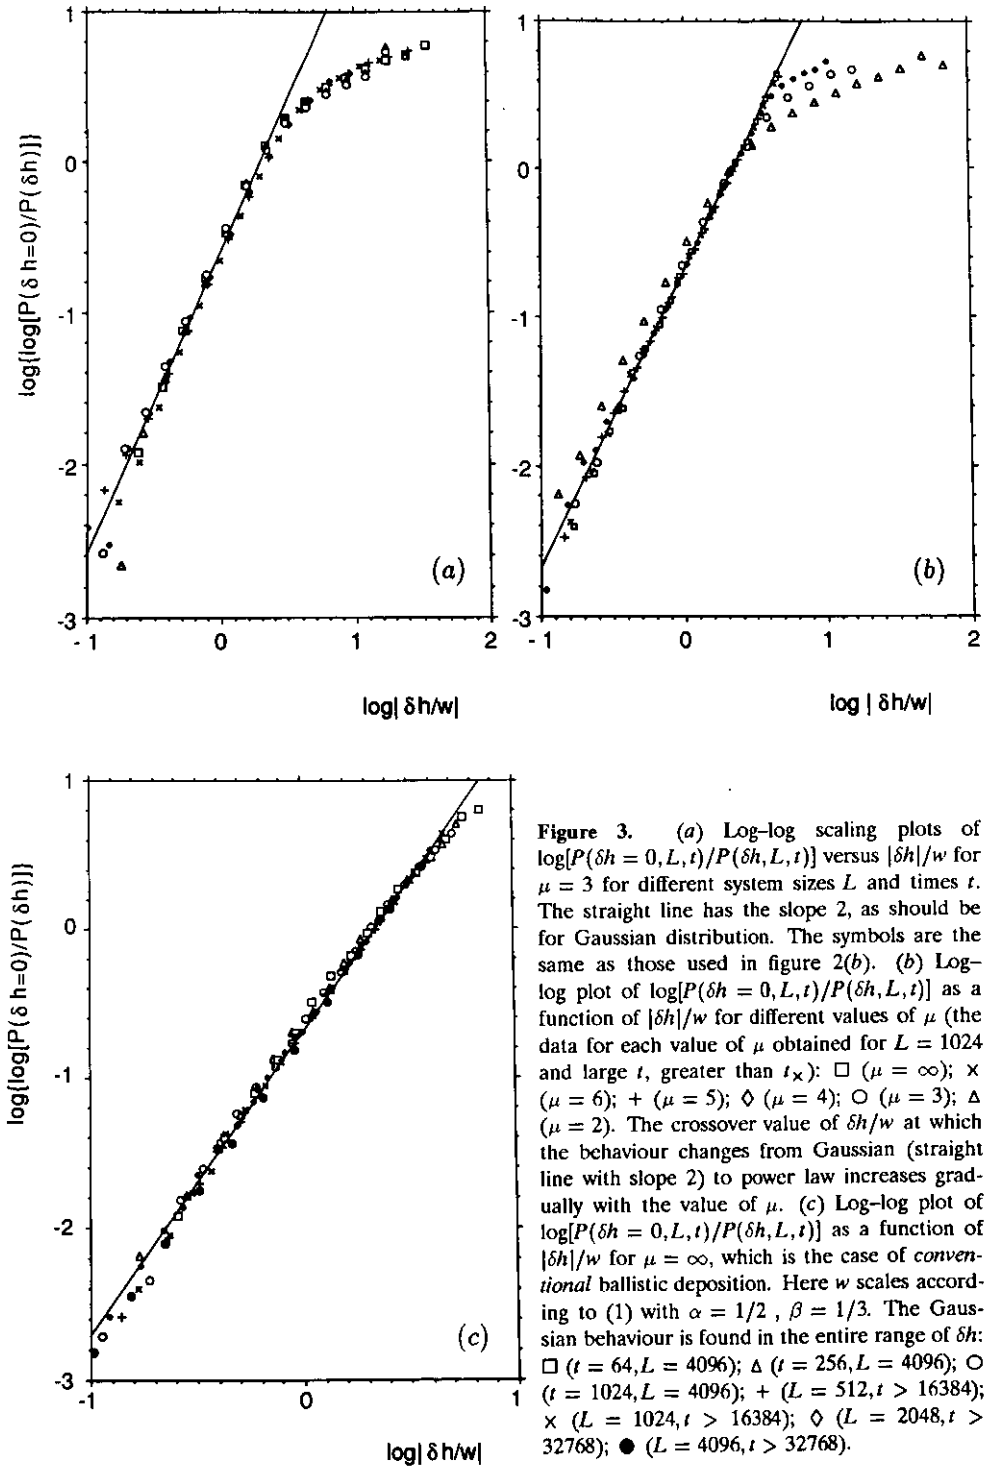 1
0
-1
-2
-3
-1
0
1
2
log{log[P(δ h=0)/P(δh)]}
log| δh/w|
(a)
1
0
-1
-2
-3
-1
0
1
2
log | δh/w|
(b)
1
0
-1
-2
-3
-1
0
1
log{log[P(δ h=0)/P(δh)]}
log| δh/w|
(c)
Figure 3. (a) Log–log scaling plots of
log[P(δh = 0, L, t)/P(δh, L, t)] versus |δh|/w for
μ = 3 for different system sizes L and times t.
The straight line has the slope 2, as should be
for Gaussian distribution. The symbols are the
same as those used in figure 2(b). (b) Log–
log plot of log[P(δh = 0, L, t)/P(δh, L, t)] as a
function of |δh|/w for different values of μ (the
data for each value of μ obtained for L = 1024
and large t, greater than t×): □ (μ = ∞); ×
(μ = 6); + (μ = 5); ◊ (μ = 4); ○ (μ = 3); △
(μ = 2). The crossover value of δh/w at which
the behaviour changes from Gaussian (straight
line with slope 2) to power law increases grad-
ually with the value of μ. (c) Log–log plot of
log[P(δh = 0, L, t)/P(δh, L, t)] as a function of
|δh|/w for μ = ∞, which is the case of conven-
tional ballistic deposition. Here w scales accord-
ing to (1) with α = 1/2 , β = 1/3. The Gaus-
sian behaviour is found in the entire range of δh:
□ (t = 64, L = 4096); △ (t = 256, L = 4096); ○
(t = 1024, L = 4096); + (L = 512, t > 16384);
× (L = 1024, t > 16384); ◊ (L = 2048, t >
32768); ● (L = 4096, t > 32768).